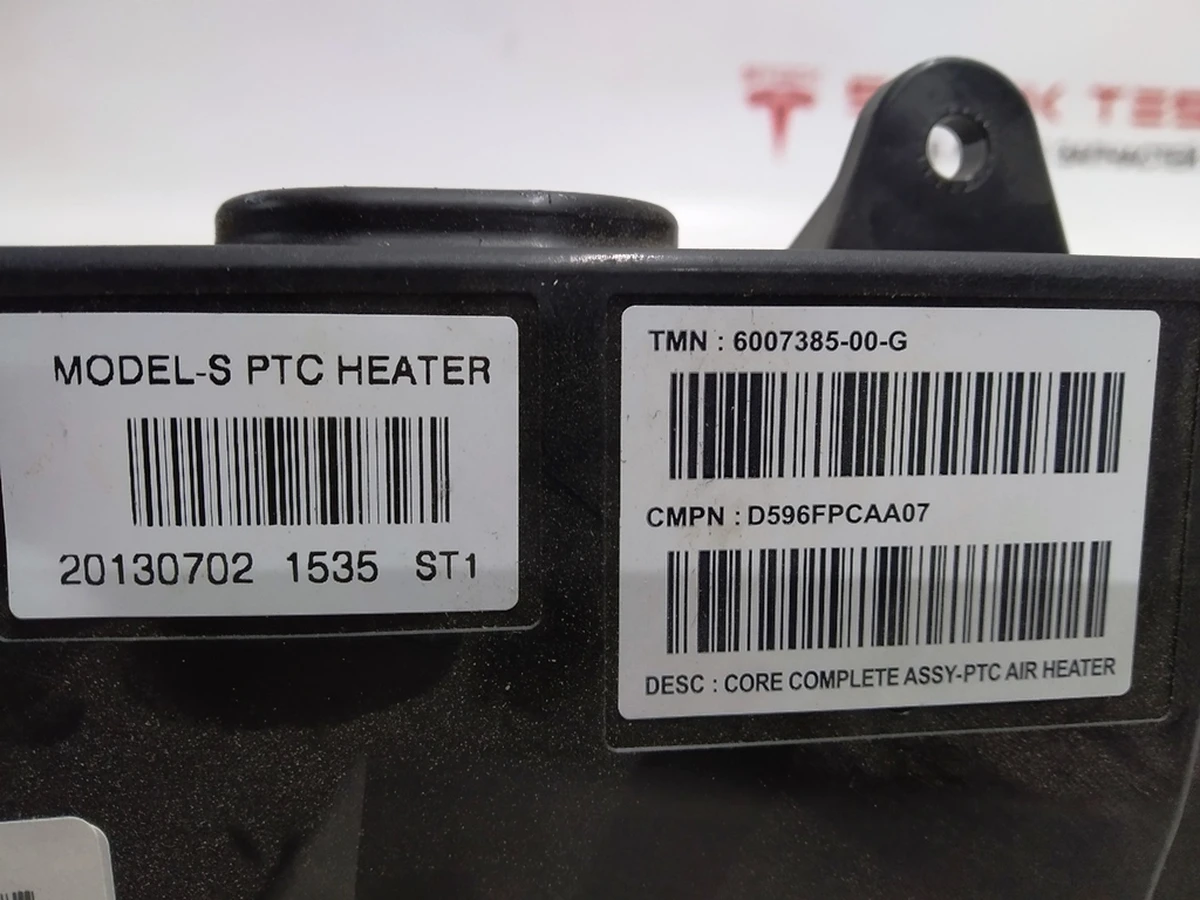 MODEL-S PTC HEATER
20130702 1535 ST1
TMN : 6007385-00-G
CMPN : D596FPCAA07
DESC : CORE COMPLETE ASSY-PTC AIR HEATER